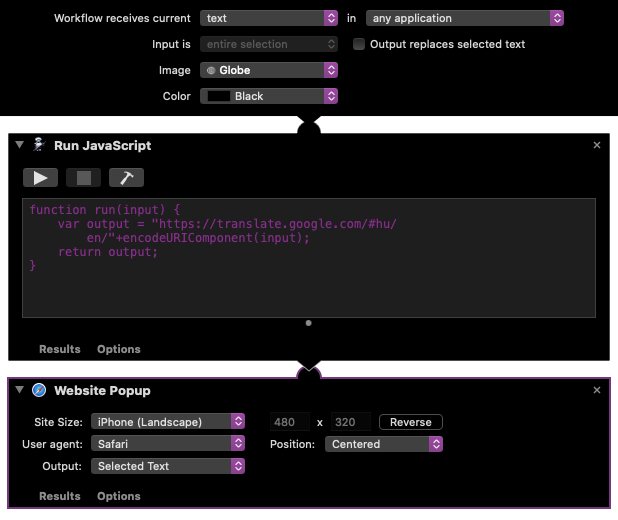 Workflow receives current text in any application
Input is entire selection Output replaces selected text
Image Globe
Color Black
Run JavaScript
function run(input) {
var output = "https://translate.google.com/#hu/
en/"+encodeURIComponent(input);
return output;
}
Results Options
Website Popup
Site Size: iPhone (Landscape) 480 x 320 Reverse
User agent: Safari Position: Centered
Output: Selected Text
Results Options